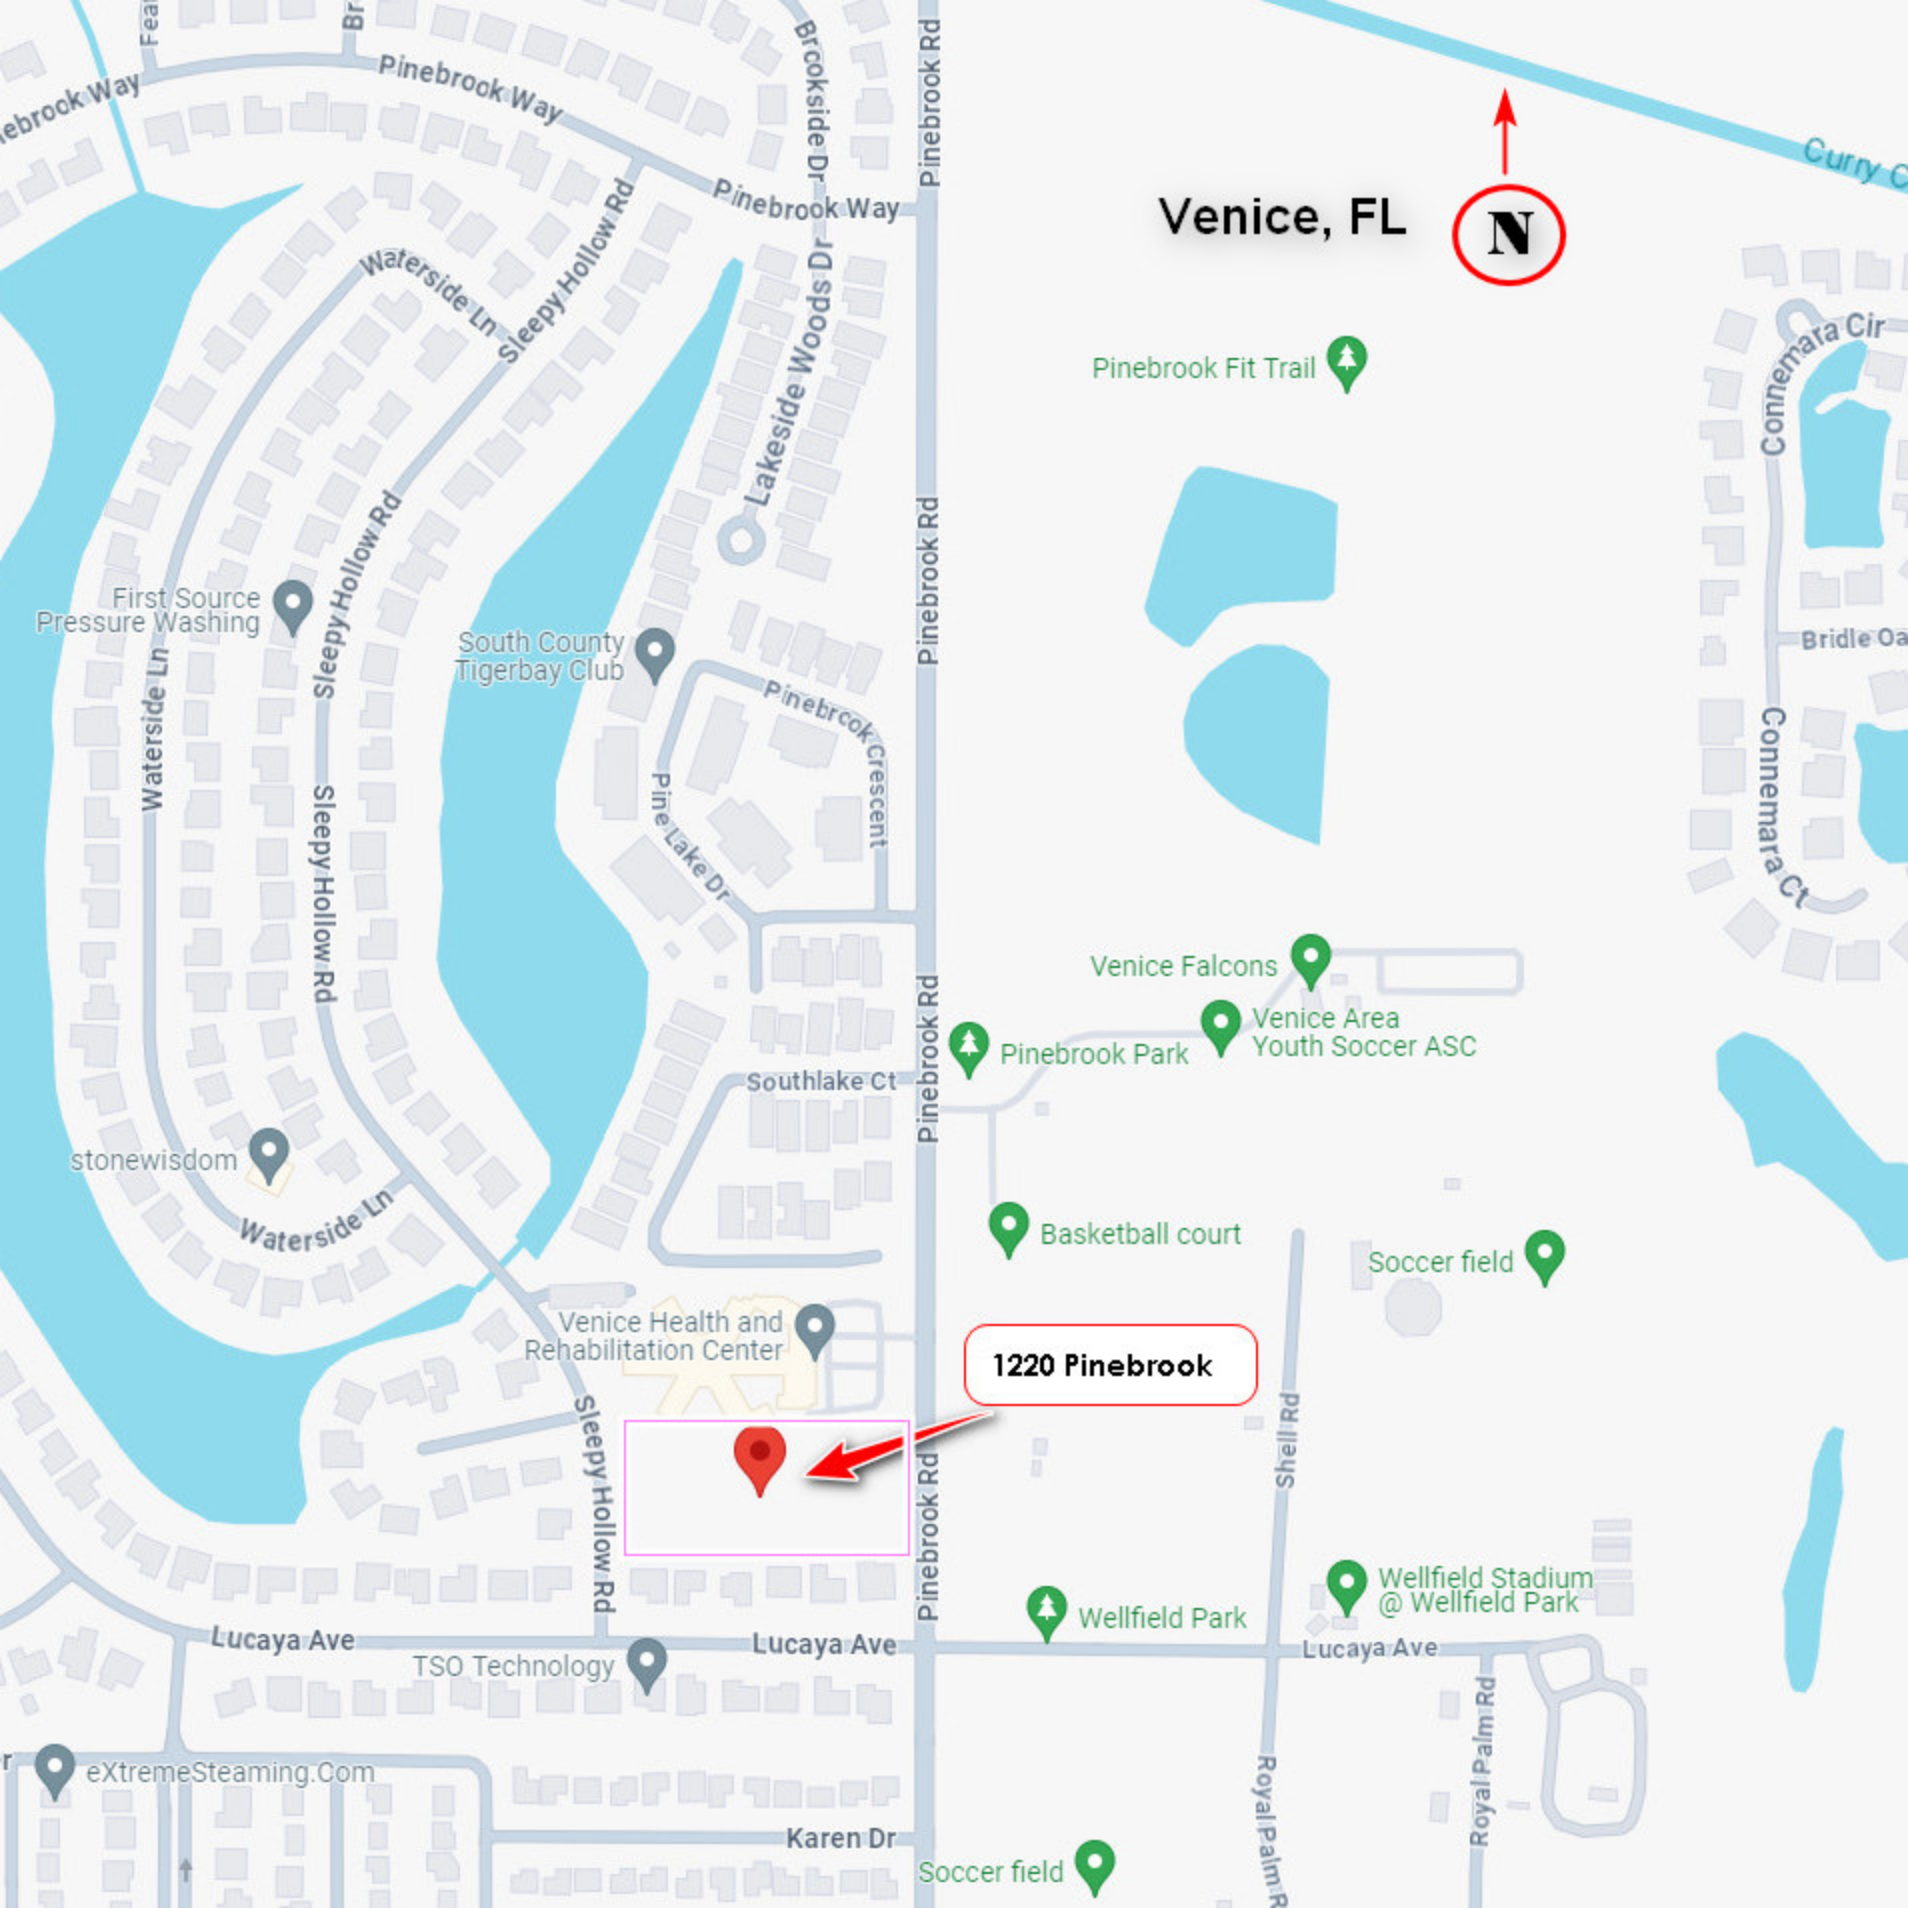 Brookside Dr
Pinebrook Rd
Pinebrook Way
Pinebrook Way
Curry
Venice, FL
N
Sleepy Hollow Rd
Waterside Ln
Lakeside Woods Dr
Pinebrook Fit Trail
Connemara Cir
Sleepy Hollow Rd
Pinebrook Rd
First Source
Pressure Washing
South County
Tigerbay Club
Bridle
Waterside Ln
Pinebrook Crescent
Pine Lake Dr
Connemara Ct
Sleepy Hollow Rd
Venice Falcons
Venice Area
Youth Soccer ASC
Pinebrook Rd
Pinebrook Park
Southlake Ct
stonewisdom
Waterside Ln
Basketball court
Soccer field
Venice Health and
Rehabilitation Center
1220 Pinebrook
Sleepy Hollow Rd
Pinebrook Rd
Shell Rd
Wellfield Stadium
@ Wellfield Park
Wellfield Park
Lucaya Ave
Lucaya Ave
Lucaya Ave
TSO Technology
eXtremeSteaming.Com
Royal Palm R
Royal Palm Rd
Karen Dr
Soccer field